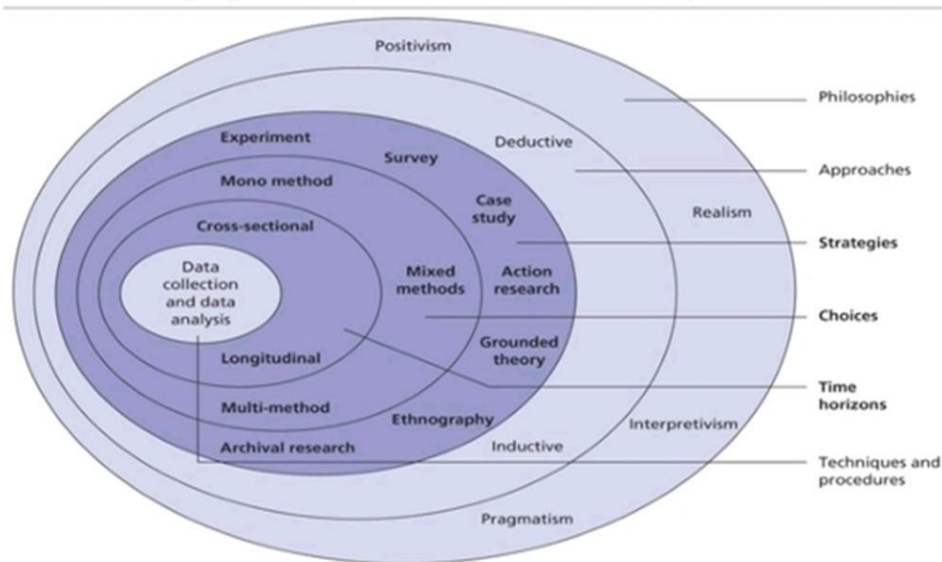 Positivism
Philosophies
Experiment
Deductive
Survey
Approaches
Mono method
Case
study
Realism
Cross-sectional
Strategies
Data
collection
and data
analysis
Mixed
methods
Action
research
Choices
Grounded
theory
Longitudinal
Time
horizons
Multi-method
Ethnography
Interpretivism
Archival research
Inductive
Techniques and
procedures
Pragmatism